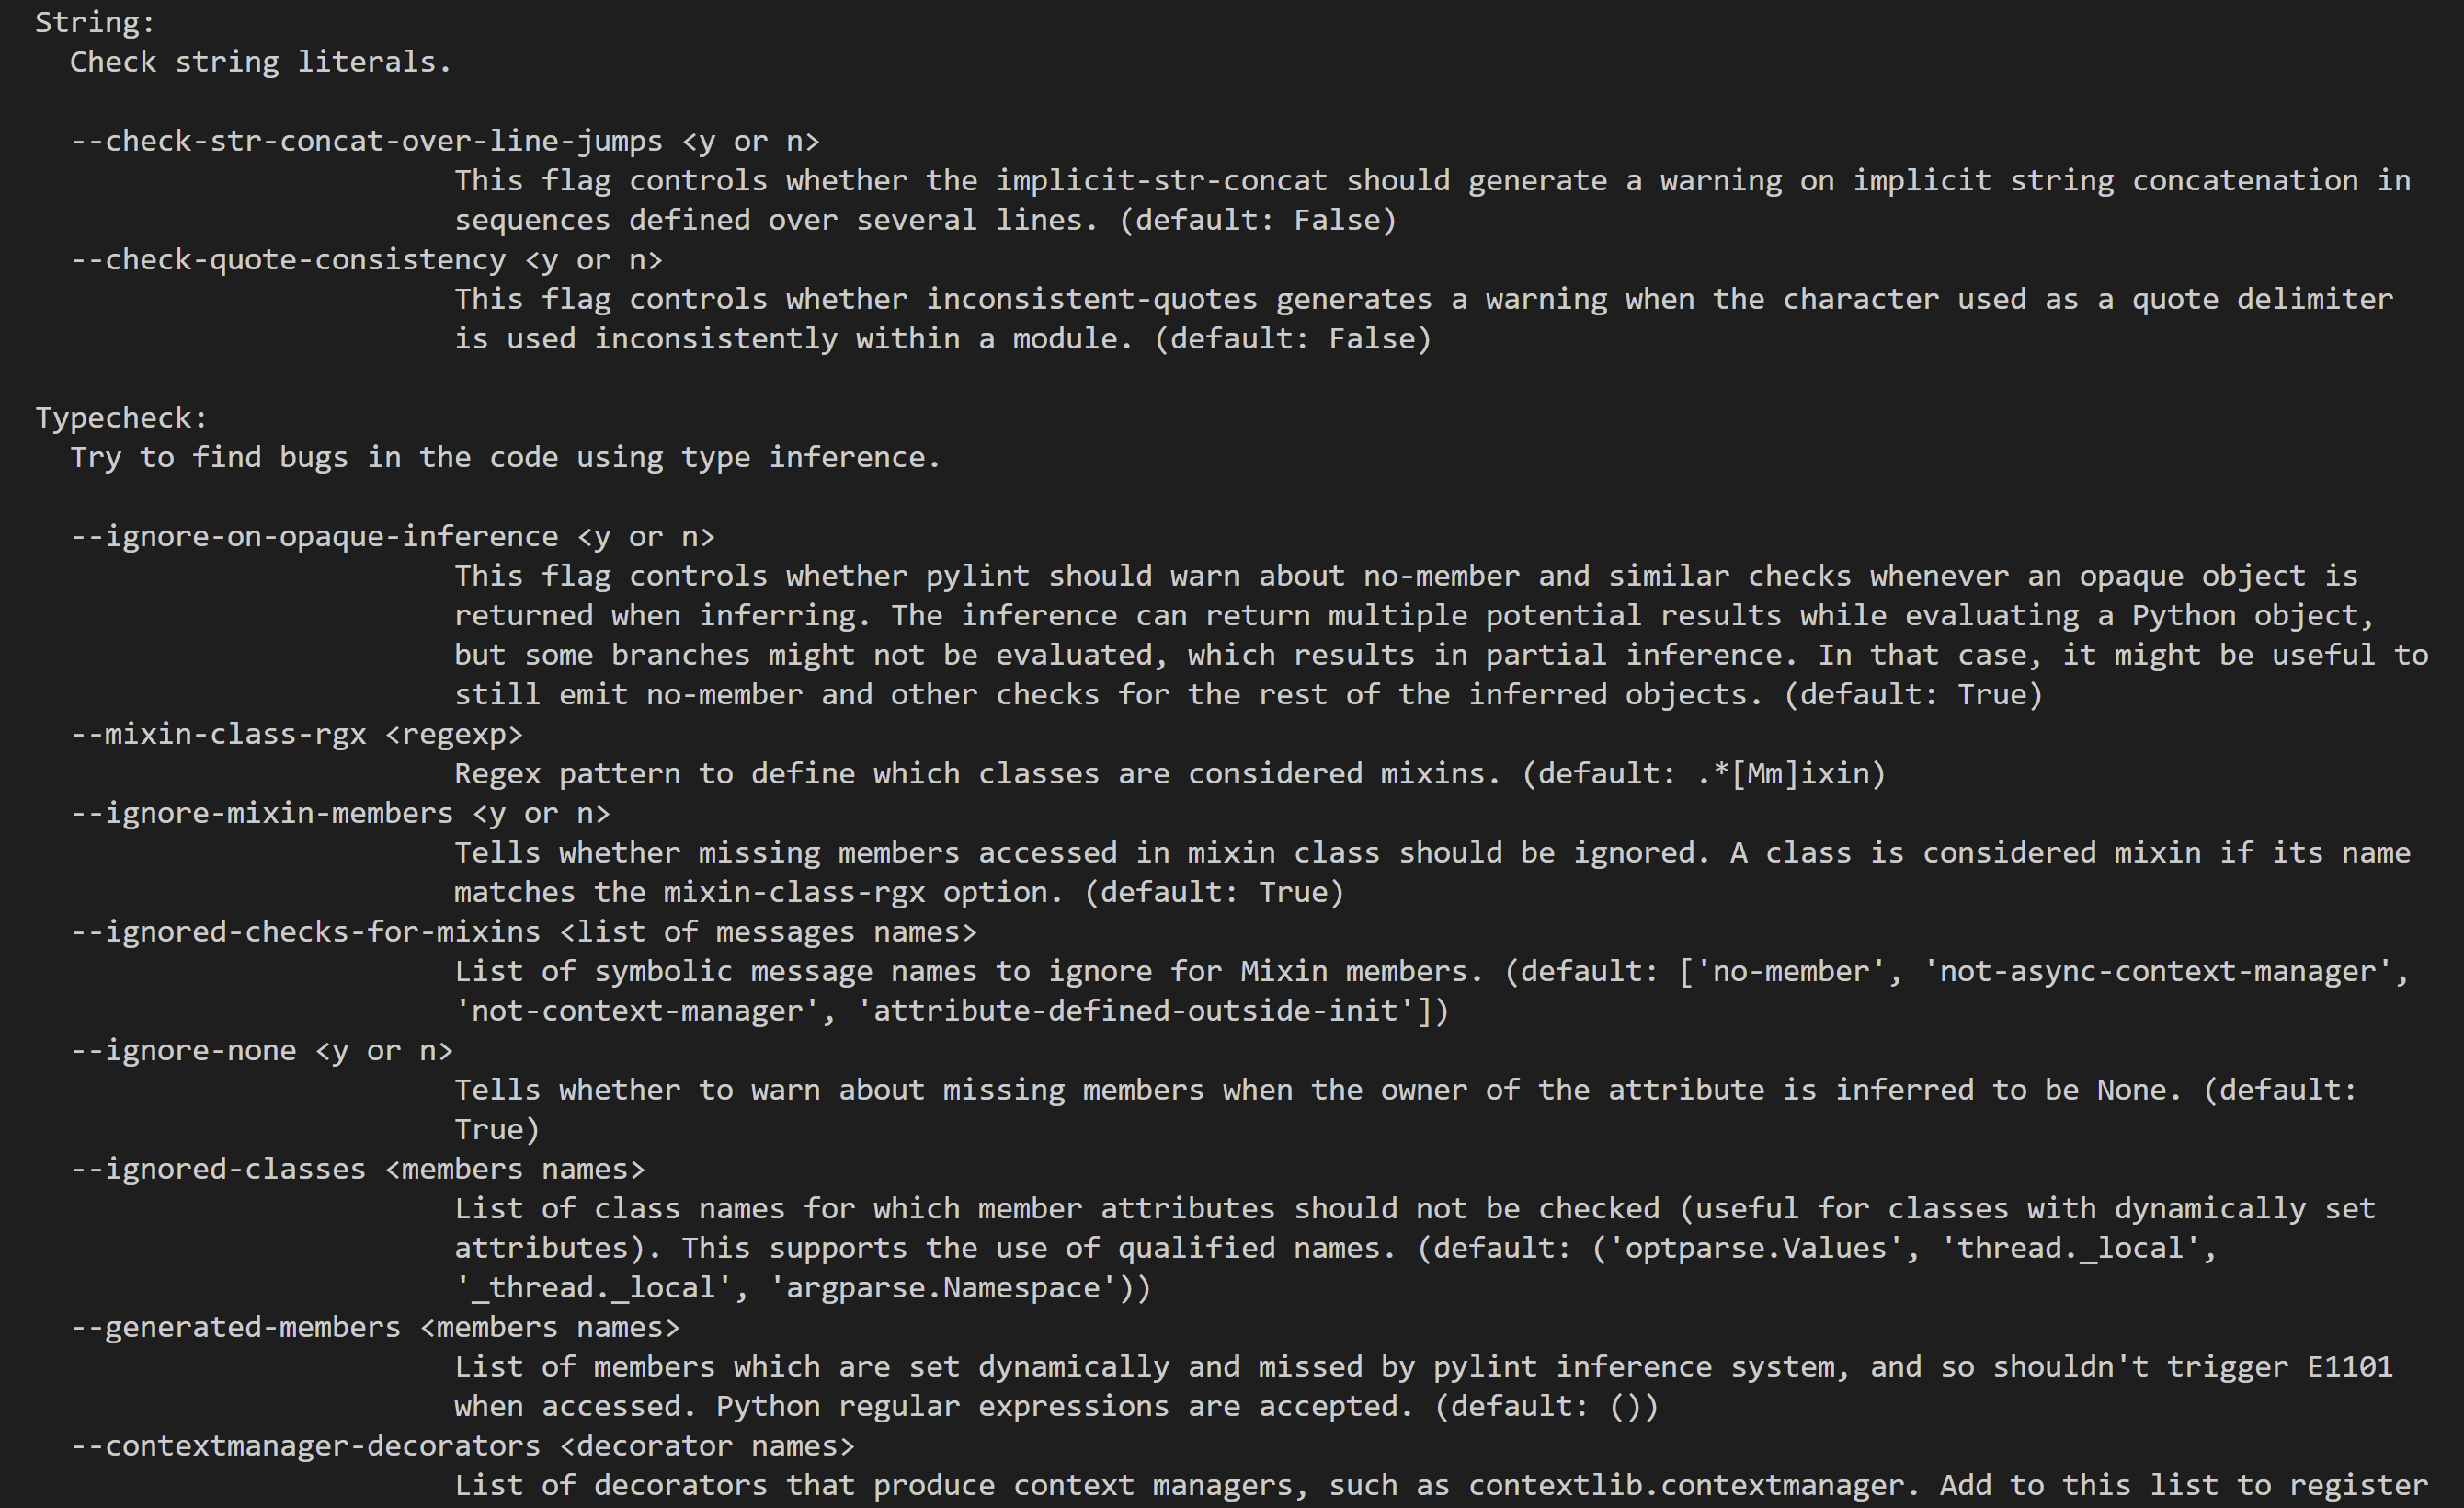 String:
Check string literals.
--check-str-concat-over-line-jumps <y or n>
This flag controls whether the implicit-str-concat should generate a warning on implicit string concatenation in
sequences defined over several lines. (default: False)
--check-quote-consistency <y or n>
This flag controls whether inconsistent-quotes generates a warning when the character used as a quote delimiter
is used inconsistently within a module. (default: False)
Typecheck:
Try to find bugs in the code using type inference.
--ignore-on-opaque-inference <y or n>
This flag controls whether pylint should warn about no-member and similar checks whenever an opaque object is
returned when inferring. The inference can return multiple potential results while evaluating a Python object,
but some branches might not be evaluated, which results in partial inference. In that case, it might be useful to
still emit no-member and other checks for the rest of the inferred objects. (default: True)
--mixin-class-rgx <regexp>
Regex pattern to define which classes are considered mixins. (default: .*[Mm]ixin)
--ignore-mixin-members <y or n>
Tells whether missing members accessed in mixin class should be ignored. A class is considered mixin if its name
matches the mixin-class-rgx option. (default: True)
--ignored-checks-for-mixins <list of messages names>
List of symbolic message names to ignore for Mixin members. (default: ['no-member', 'not-async-context-manager',
'not-context-manager', 'attribute-defined-outside-init'])
--ignore-none <y or n>
Tells whether to warn about missing members when the owner of the attribute is inferred to be None. (default:
True)
--ignored-classes <members names>
List of class names for which member attributes should not be checked (useful for classes with dynamically set
attributes). This supports the use of qualified names. (default: ('optparse.Values', 'thread._local',
'_thread._local', 'argparse.Namespace'))
--generated-members <members names>
List of members which are set dynamically and missed by pylint inference system, and so shouldn't trigger E1101
when accessed. Python regular expressions are accepted. (default: ())
--contextmanager-decorators <decorator names>
List of decorators that produce context managers, such as contextlib.contextmanager. Add to this list to register